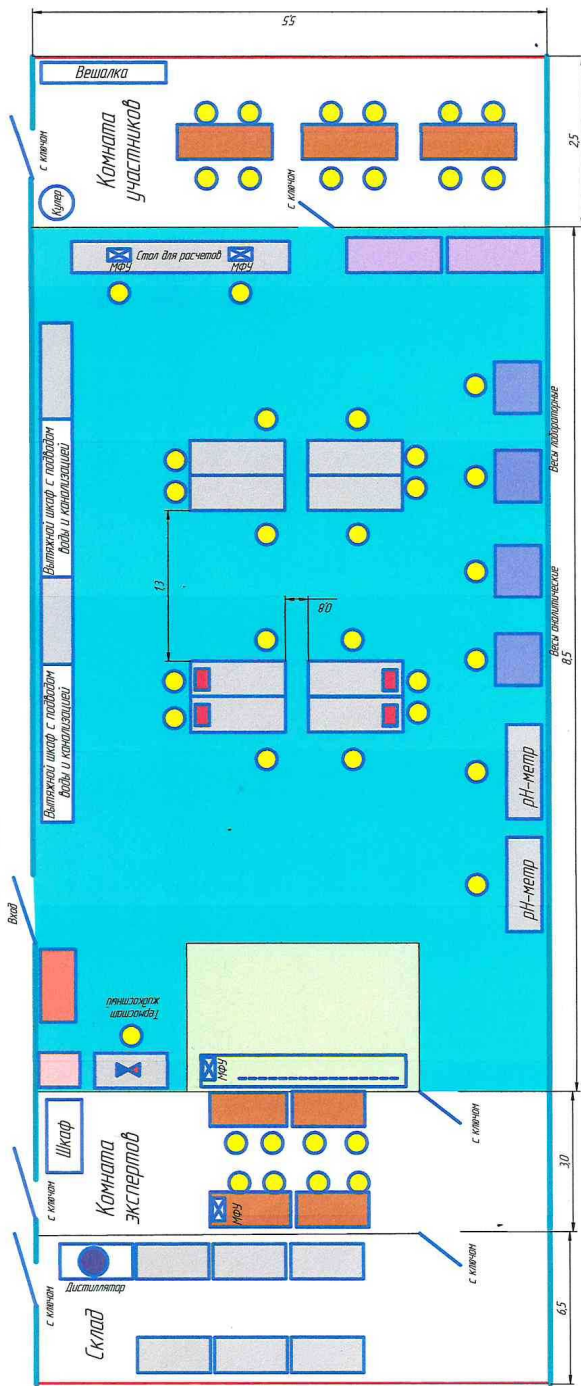 5,5
Вешалка
Комната
участников
с ключом
Кулер
с ключом
2,5
Стол для расчетов
МФУ
МФУ
Вытяжной шкаф с подводом
воды и канализацией
Вытяжной шкаф с подводом
воды и канализацией
1,3
0,8
Весы лабораторные
Весы аналитические
8,5
рН-метр
рН-метр
Вход
Термостат
жидкостный
МФУ
Шкаф
Комната
экспертов
с ключом
с ключом
МФУ
3,0
Дистиллятор
Склад
с ключом
с ключом
6,5